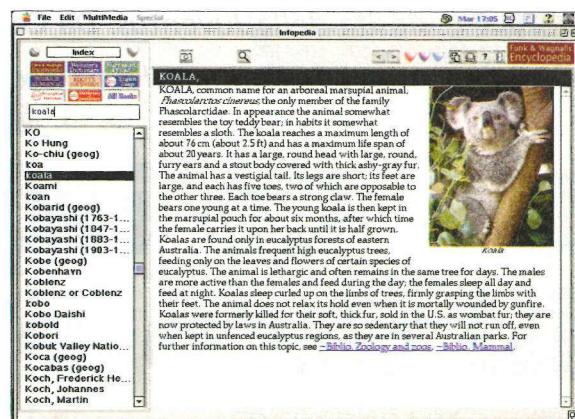 File Edit MultiMedia Special
Mar 17:05
Infopedia
Index
All Books
Funk & Wagnalls
Encyclopedia
koala
KO
Ko Hung
Ko-chiu (geog)
koa
koala
Koami
koan
Kobarid (geog)
Kobayashi (1763-1...
Kobayashi (1847-1...
Kobayashi (1883-1...
Kobayashi (1903-1...
Kobe (geog)
Kobenhavn
Koblenz
Koblenz or Coblenz
kobo
Kobo Daishi
kobold
Kobori
Kobuk Valley Natio...
Koca (geog)
Kocabas (geog)
Koch, Frederick He...
Koch, Johannes
Koch, Martin
KOALA,
KOALA, common name for an arboreal marsupial animal,
Phascolarctos cinereus, the only member of the family
Phascolarctidae. In appearance the animal somewhat
resembles the toy teddy bear; in habits it somewhat
resembles a sloth. The koala reaches a maximum length of
about 76 cm (about 2.5 ft) and has a maximum life span of
about 20 years. It has a large, round head with large, round,
furry ears and a stout body covered with thick ashy-gray fur.
The animal has a vestigial tail. Its legs are short; its feet are
large, and each has five toes, two of which are opposable to
the other three. Each toe bears a strong claw. The female
bears one young at a time. The young koala is then kept in
the marsupial pouch for about six months, after which time
the female carries it upon her back until it is half grown.
Koalas are found only in eucalyptus forests of eastern
Australia. The animals frequent high eucalyptus trees,
feeding only on the leaves and flowers of certain species of
eucalyptus. The animal is lethargic and often remains in the same tree for days. The males
are more active than the females and feed during the day; the females sleep all day and
feed at night. Koalas sleep curled up on the limbs of trees, firmly grasping the limbs with
their feet. The animal does not relax its hold even when it is mortally wounded by gunfire.
Koalas were formerly killed for their soft, thick fur, sold in the U.S. as wombat fur; they are
now protected by laws in Australia. They are so sedentary that they will not run off, even
when kept in unfenced eucalyptus regions, as they are in several Australian parks. For
further information on this topic, see ~Biblio. Zoology and zoos, ~Biblio. Mammal.
Koala